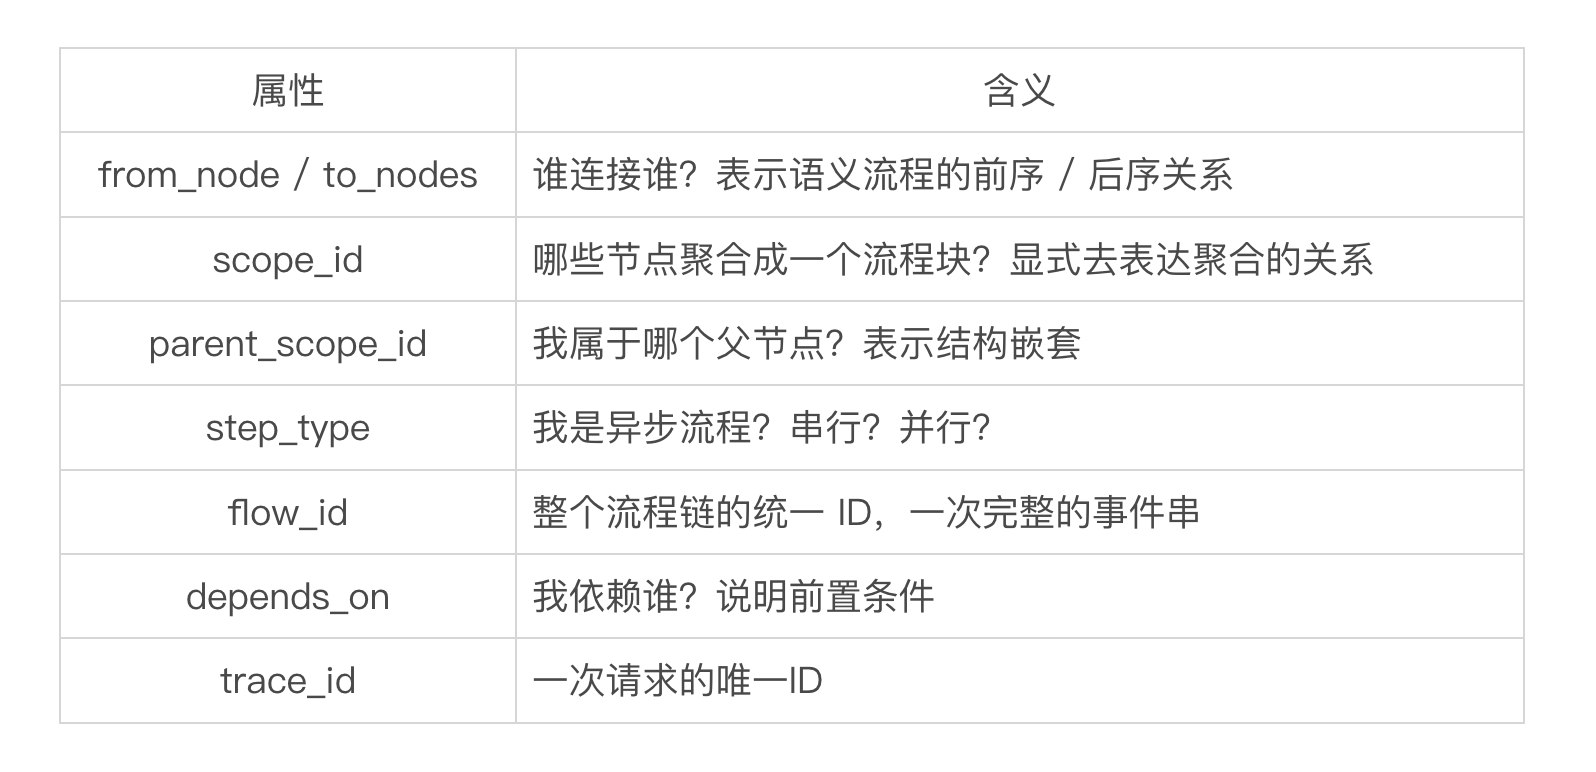 属性
含义
from_node / to_nodes
谁连接谁？表示语义流程的前序 / 后序关系
scope_id
哪些节点聚合成一个流程块？显式去表达聚合的关系
parent_scope_id
我属于哪个父节点？表示结构嵌套
step_type
我是异步流程？串行？并行？
flow_id
整个流程链的统一 ID，一次完整的事件串
depends_on
我依赖谁？说明前置条件
trace_id
一次请求的唯一ID